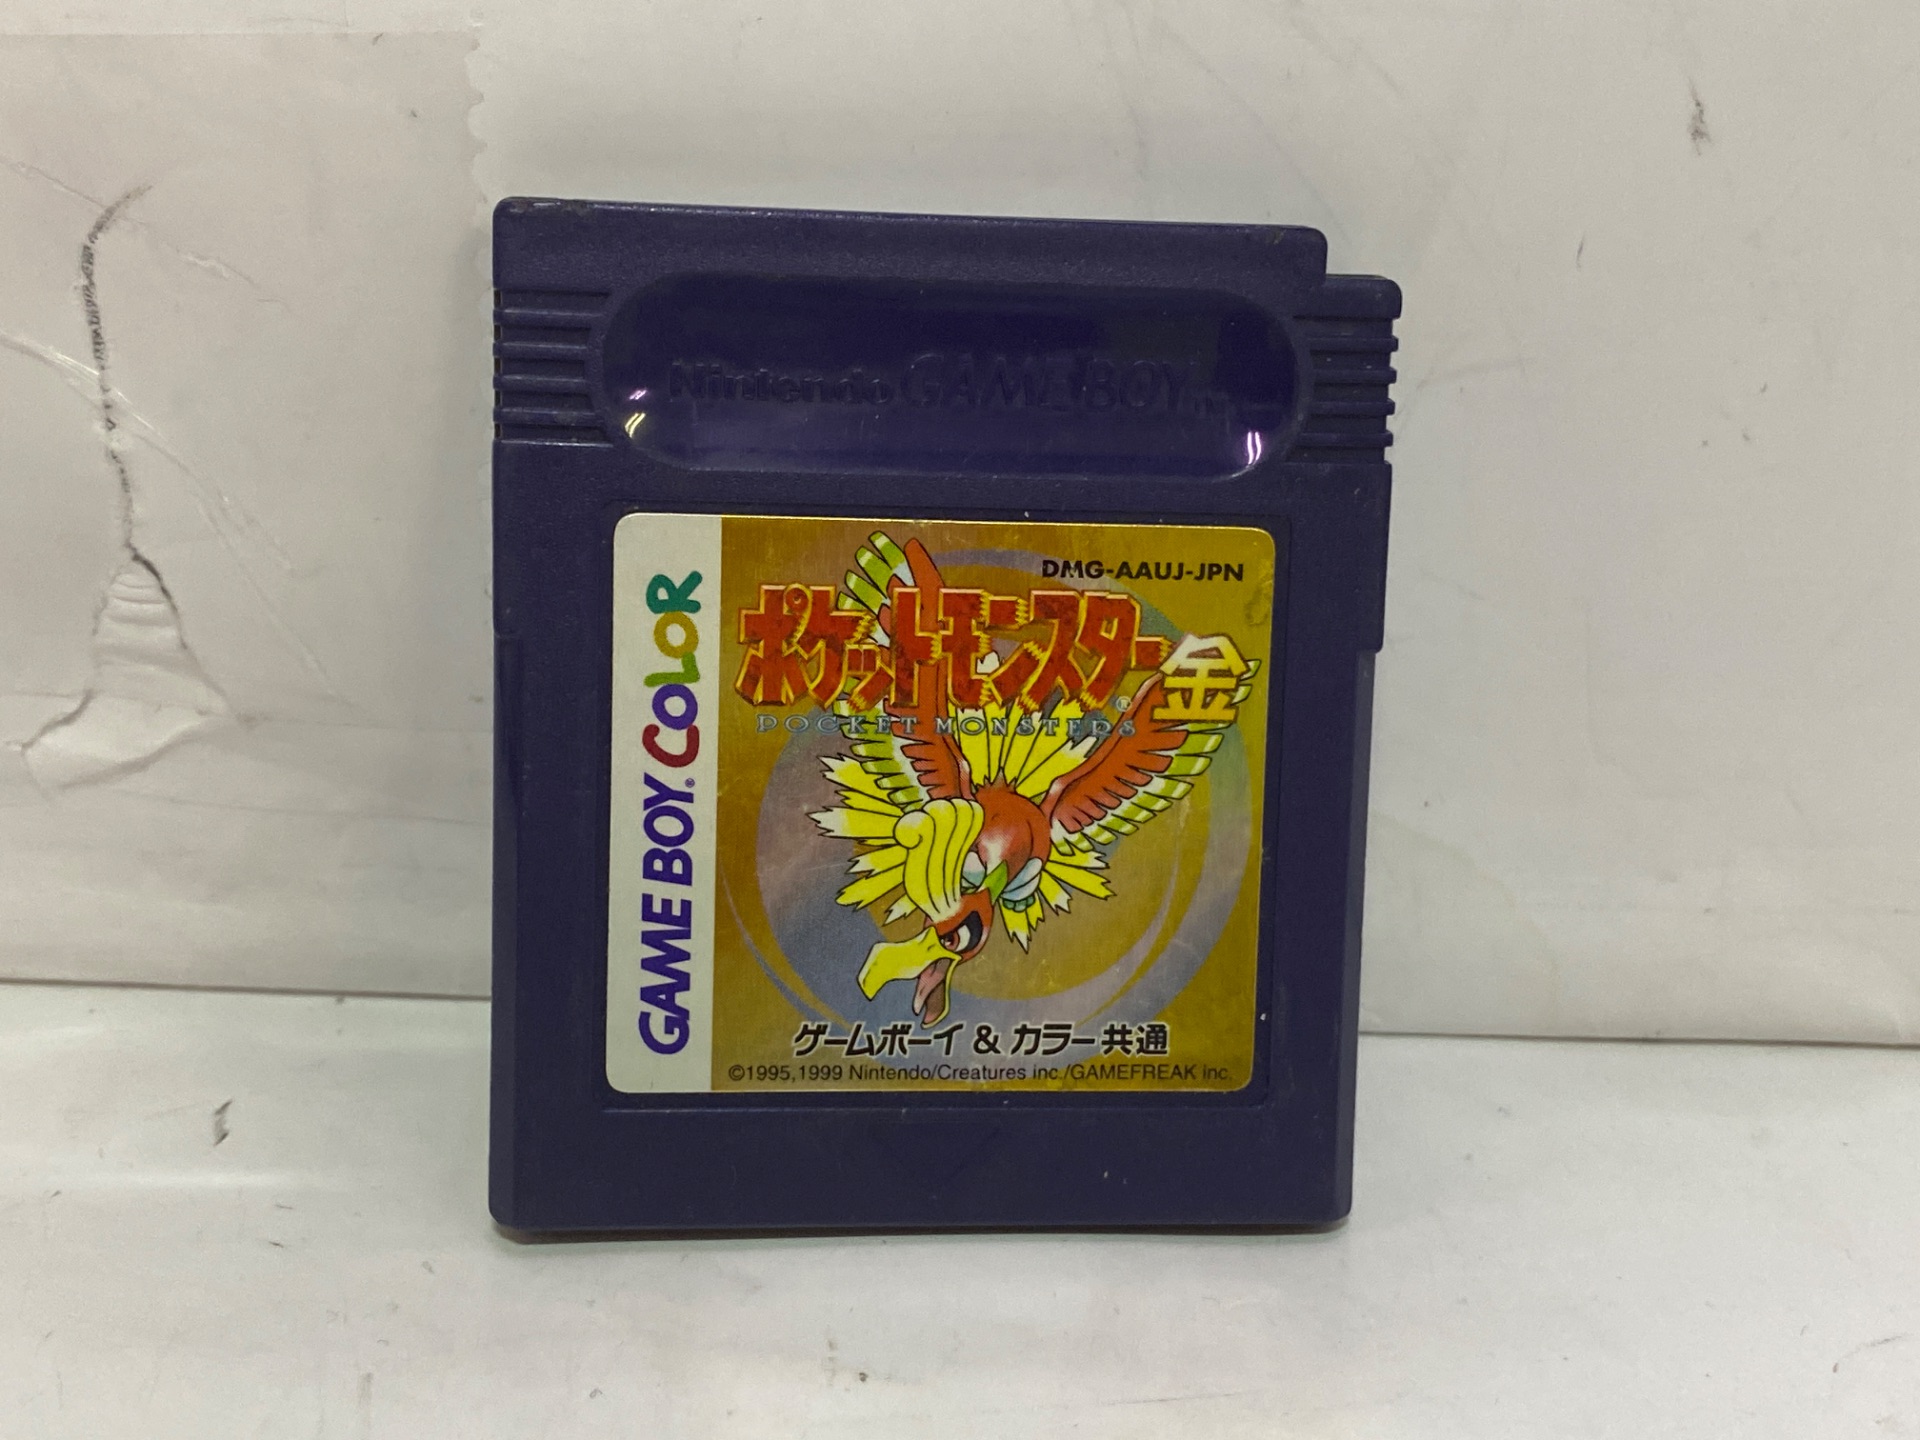 Nintendo GAME BOY
GAME BOY® COLOR
DMG-AAUJ-JPN
ポケットモンスター金
®
POCKET MONSTERS
ゲームボーイ & カラー共通
©1995,1999 Nintendo/Creatures inc./GAMEFREAK inc.